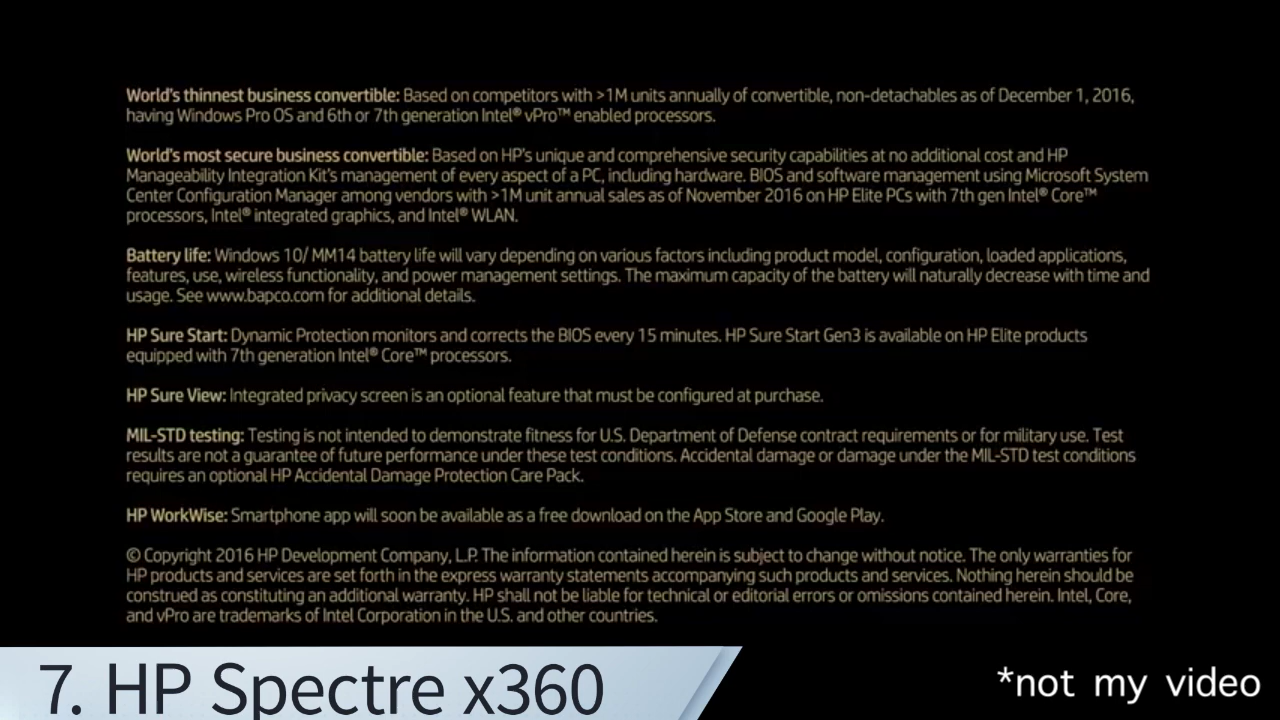 World's thinnest business convertible: Based on competitors with >1M units annually of convertible, non-detachables as of December 1, 2016,
having Windows Pro OS and 6th or 7th generation Intel® vPro™ enabled processors.
World's most secure business convertible: Based on HP's unique and comprehensive security capabilities at no additional cost and HP
Manageability Integration Kit's management of every aspect of a PC, including hardware. BIOS and software management using Microsoft System
Center Configuration Manager among vendors with >1M unit annual sales as of November 2016 on HP Elite PCs with 7th gen Intel® Core™
processors, Intel® integrated graphics, and Intel® WLAN.
Battery life: Windows 10/ MM14 battery life will vary depending on various factors including product model, configuration, loaded applications,
features, use, wireless functionality, and power management settings. The maximum capacity of the battery will naturally decrease with time and
usage. See www.bapco.com for additional details.
HP Sure Start: Dynamic Protection monitors and corrects the BIOS every 15 minutes. HP Sure Start Gen3 is available on HP Elite products
equipped with 7th generation Intel® Core™ processors.
HP Sure View: Integrated privacy screen is an optional feature that must be configured at purchase.
MIL-STD testing: Testing is not intended to demonstrate fitness for U.S. Department of Defense contract requirements or for military use. Test
results are not a guarantee of future performance under these test conditions. Accidental damage or damage under the MIL-STD test conditions
requires an optional HP Accidental Damage Protection Care Pack.
HP WorkWise: Smartphone app will soon be available as a free download on the App Store and Google Play.
© Copyright 2016 HP Development Company, L.P. The information contained herein is subject to change without notice. The only warranties for
HP products and services are set forth in the express warranty statements accompanying such products and services. Nothing herein should be
construed as constituting an additional warranty. HP shall not be liable for technical or editorial errors or omissions contained herein. Intel, Core,
and vPro are trademarks of Intel Corporation in the U.S. and other countries.
7. HP Spectre x360
*not my video